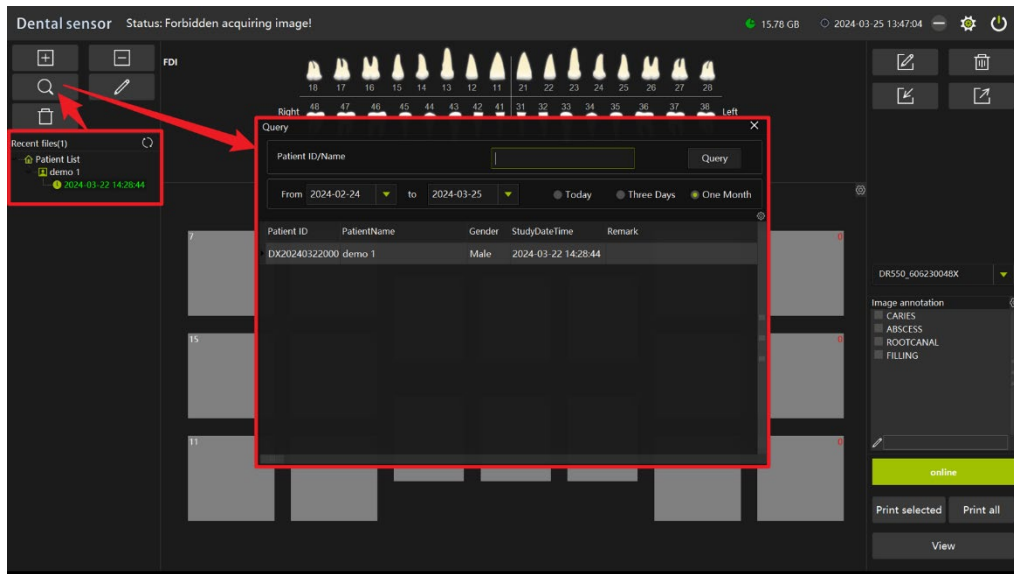 Dental sensor Status: Forbidden acquiring image! 15.78 GB 2024-03-25 13:47:04
FDI
18 17 16 15 14 13 12 11 21 22 23 24 25 26 27 28
Right 48 47 46 45 44 43 42 41 31 32 33 34 35 36 37 38 Left
Recent files(1)
Patient List
demo 1
2024-03-22 14:28:44
Query
Patient ID/Name Query
From 2024-02-24 to 2024-03-25 Today Three Days One Month
Patient ID PatientName Gender StudyDateTime Remark
DX20240322000 demo 1 Male 2024-03-22 14:28:44
7 0
15 0
11 0
DR550_606230048X
Image annotation
CARIES
ABSCESS
ROOTCANAL
FILLING
online
Print selected Print all
View